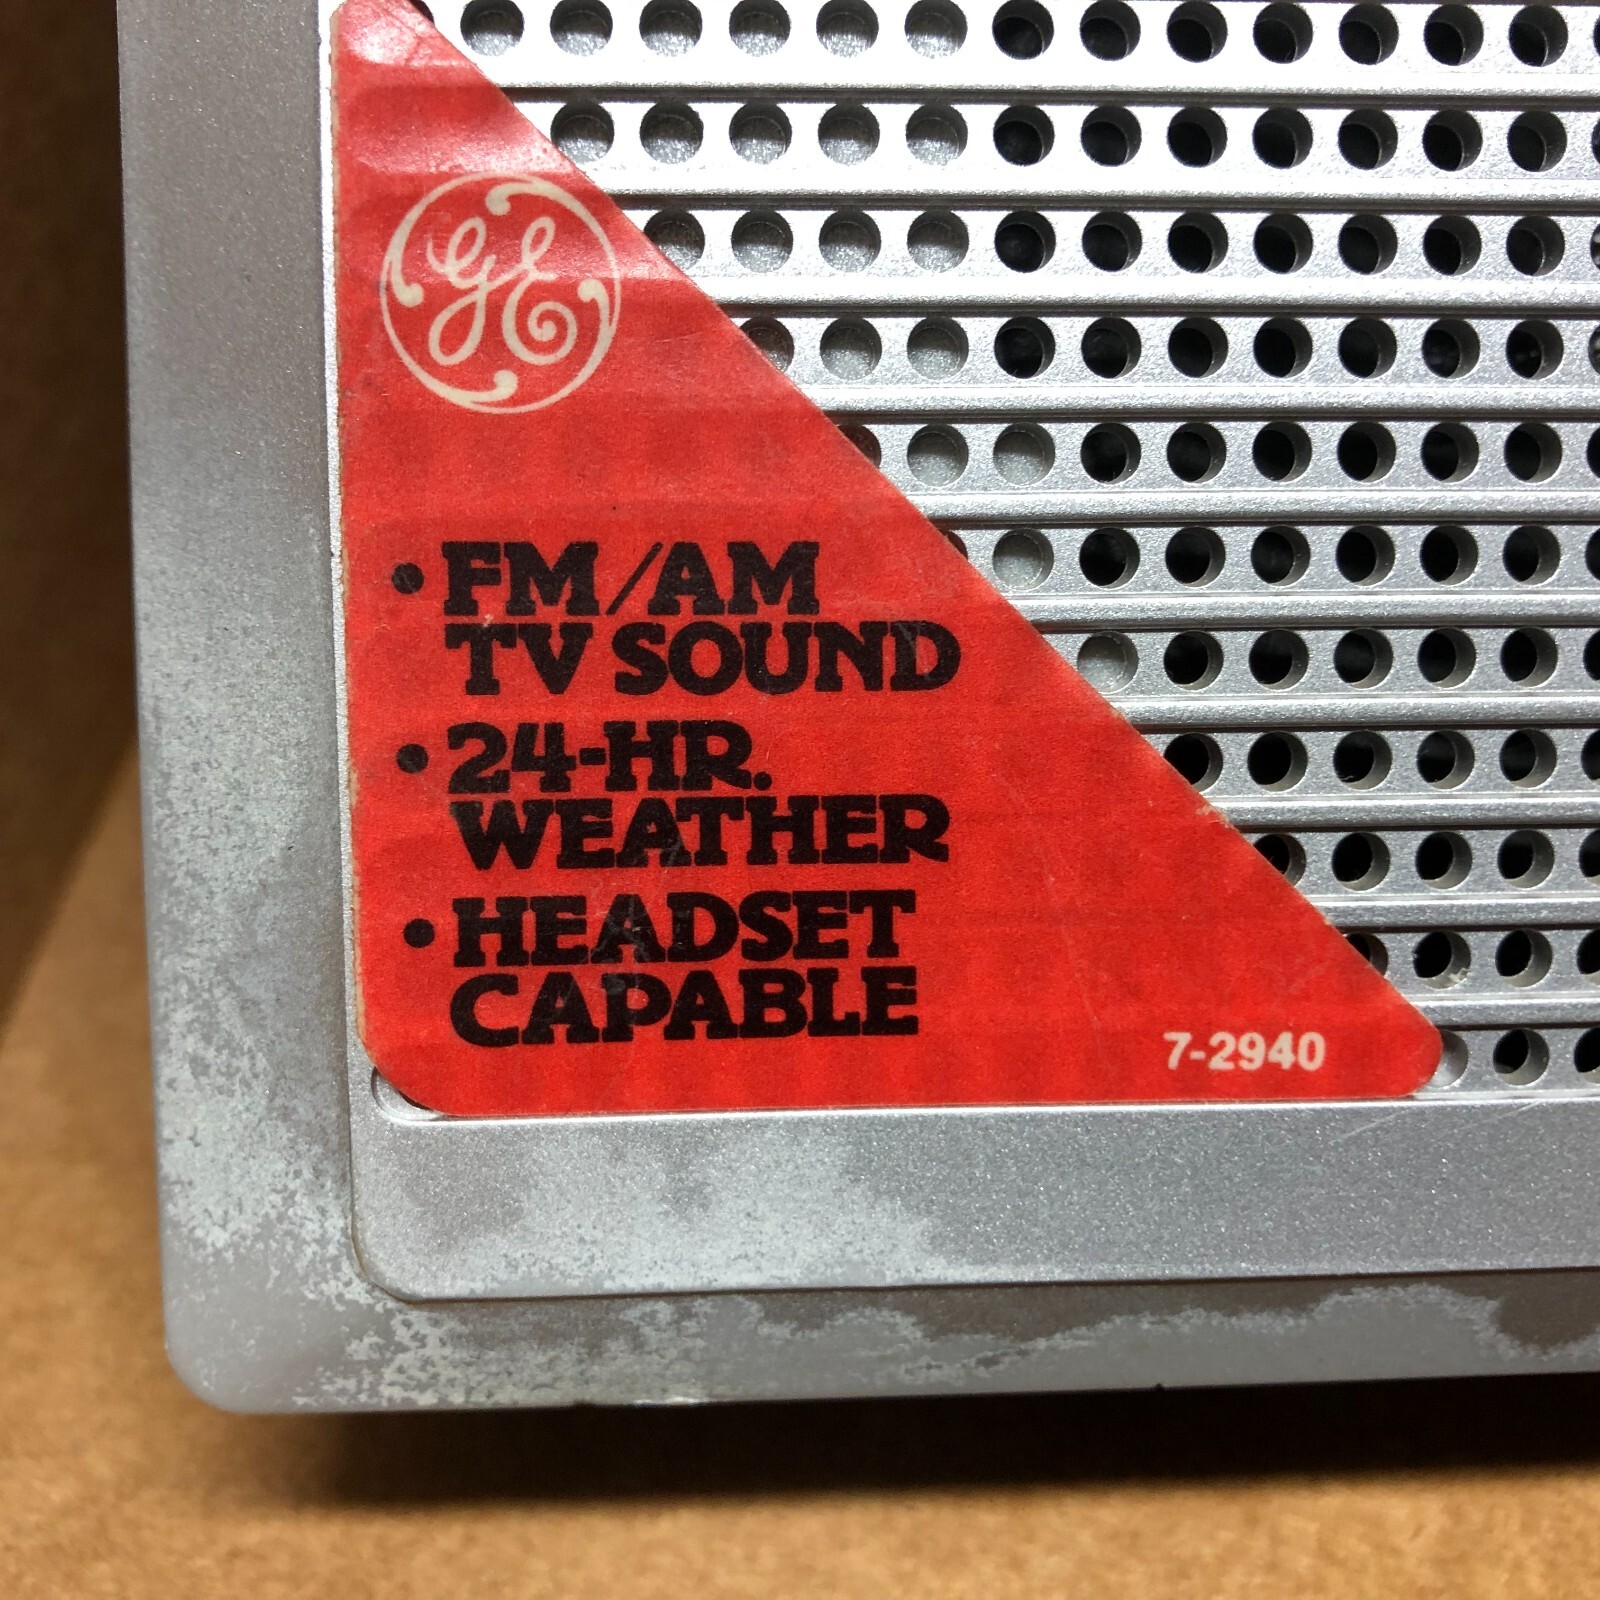 GE
• FM/AM
TV SOUND
• 24-HR.
WEATHER
• HEADSET
CAPABLE
7-2940